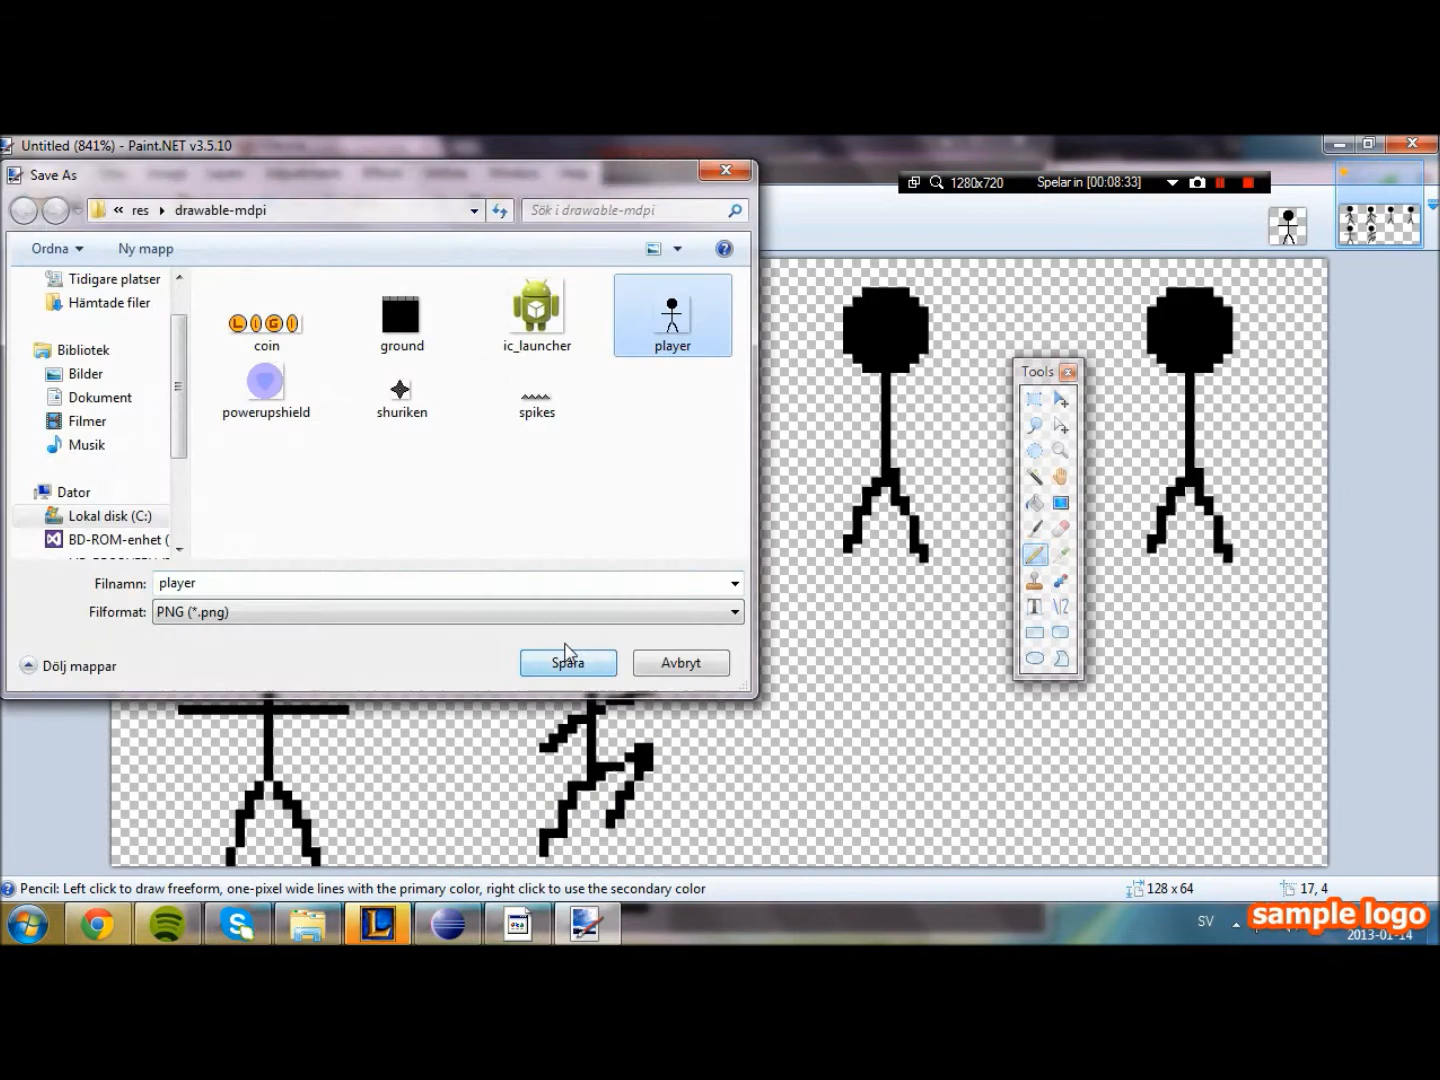 Untitled (841%) - Paint.NET v3.5.10
Save As
1280x720
Spelar in [00:08:33]
« res ▸ drawable-mdpi
Sök i drawable-mdpi
Ordna
Ny mapp
Tidigare platser
Hämtade filer
Bibliotek
Bilder
Dokument
Filmer
Musik
Dator
Lokal disk (C:)
BD-ROM-enhet (
coin
ground
ic_launcher
player
powerupshield
shuriken
spikes
Tools
Filnamn: player
Filformat: PNG (*.png)
Dölj mappar
Spara
Avbryt
Pencil: Left click to draw freeform, one-pixel wide lines with the primary color, right click to use the secondary color
128 x 64
17, 4
SV
sample logo
2013-01-14